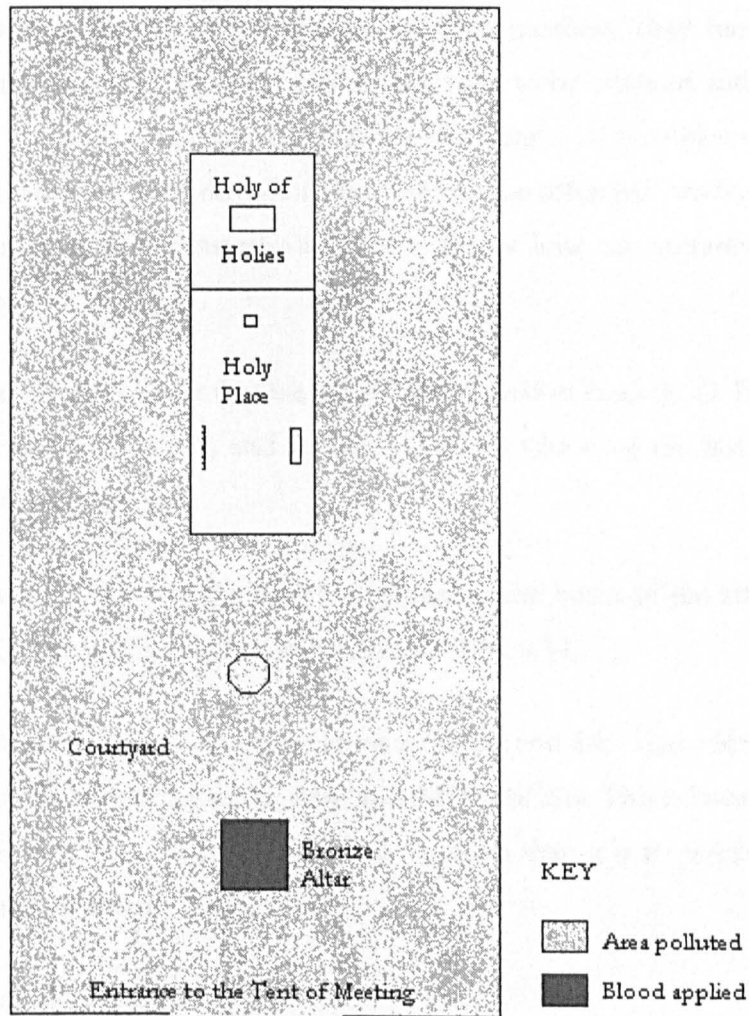 Holy of
Holies
Holy
Place
Courtyard
Bronze
Altar
Entrance to the Tent of Meeting
KEY
Area polluted
Blood applied